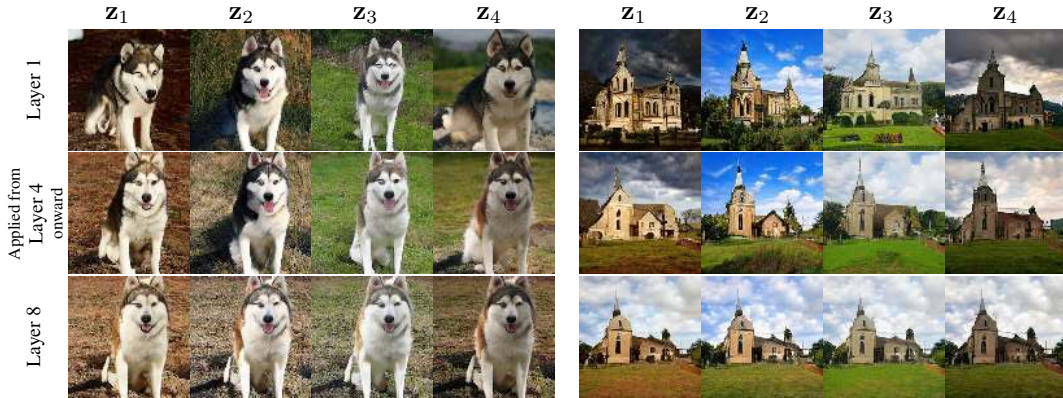 z1 z2 z3 z4 z1 z2 z3 z4
Layer 1
Applied from
Layer 4
onward
Layer 8